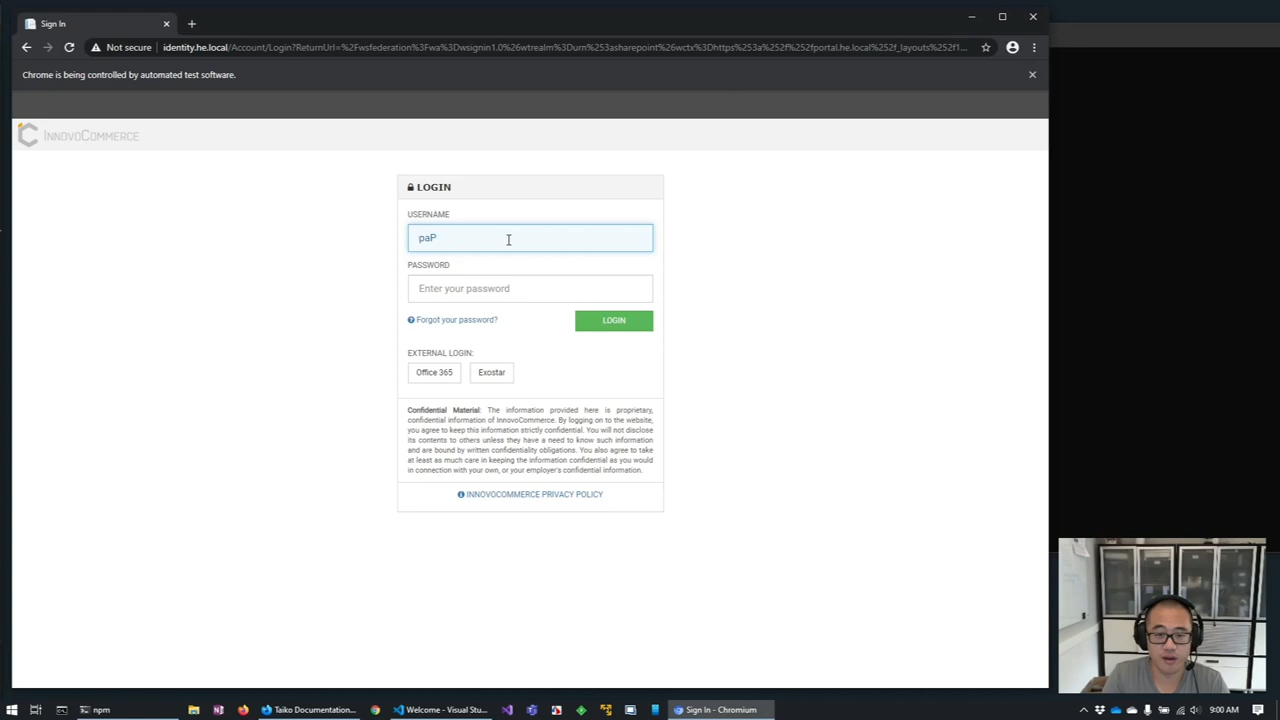 Sign In
Not secure
identity.he.local/Account/Login?ReturnUrl=%2Fwsfederation%3Fwa%3Dwsignin1.0%26wtrealm%3Durn%253asharepoint%26wctx%3Dhttps%253a%252f%252fportal.he.local%252f_layouts%252f1...
Chrome is being controlled by automated test software.
INNOVOCOMMERCE
LOGIN
USERNAME
paP
PASSWORD
Enter your password
Forgot your password?
LOGIN
EXTERNAL LOGIN:
Office 365
Exostar
Confidential Material: The information provided here is proprietary,
confidential information of InnovoCommerce. By logging on to the website,
you agree to keep this information strictly confidential. You will not disclose
its contents to others unless they have a need to know such information
and are bound by written confidentiality obligations. You also agree to take
at least as much care in keeping the information confidential as you would
in connection with your own, or your employer's confidential information.
INNOVOCOMMERCE PRIVACY POLICY
npm
Taiko Documentation...
Welcome - Visual Stu...
Sign In - Chromium
9:00 AM